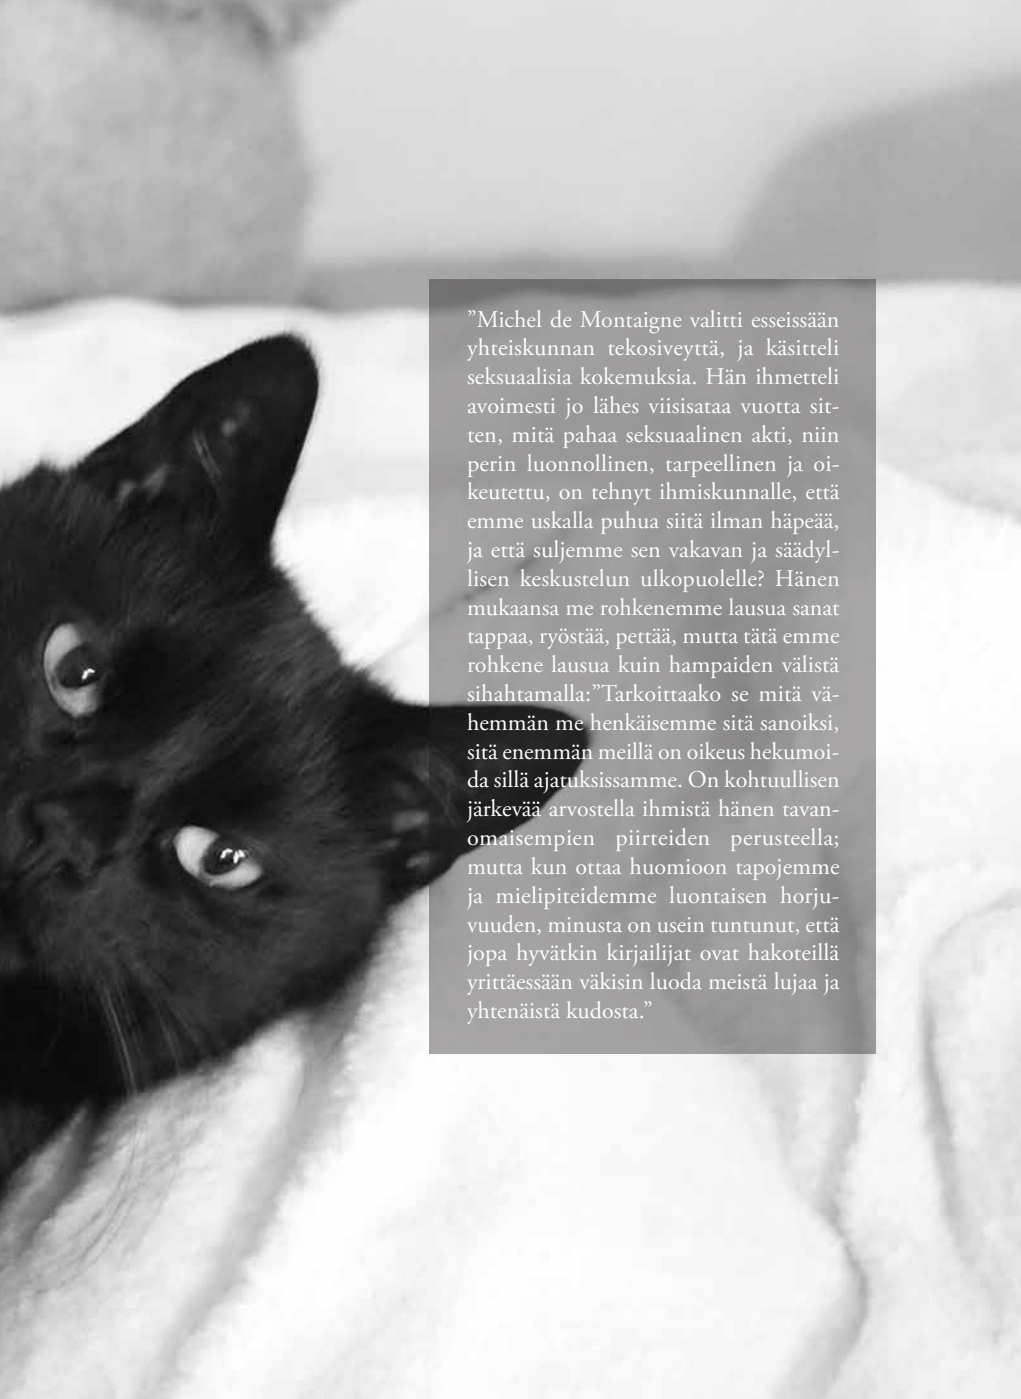 ”Michel de Montaigne valitti esseissään
yhteiskunnan tekosiveyttä, ja käsitteli
seksuaalisia kokemuksia. Hän ihmetteli
avoimesti jo lähes viisisataa vuotta sit-
ten, mitä pahaa seksuaalinen akti, niin
perin luonnollinen, tarpeellinen ja oi-
keutettu, on tehnyt ihmiskunnalle, että
emme uskalla puhua siitä ilman häpeää,
ja että suljemme sen vakavan ja säädyl-
lisen keskustelun ulkopuolelle? Hänen
mukaansa me rohkenemme lausua sanat
tappaa, ryöstää, pettää, mutta tätä emme
rohkene lausua kuin hampaiden välistä
sihahtamalla:”Tarkoittaako se mitä vä-
hemmän me henkäisemme sitä sanoiksi,
sitä enemmän meillä on oikeus hekumoi-
da sillä ajatuksissamme. On kohtuullisen
järkevää arvostella ihmistä hänen tavan-
omaisempien piirteiden perusteella;
mutta kun ottaa huomioon tapojemme
ja mielipiteidemme luontaisen horju-
vuuden, minusta on usein tuntunut, että
jopa hyvätkin kirjailijat ovat hakoteillä
yrittäessään väkisin luoda meistä lujaa ja
yhtenäistä kudosta.”